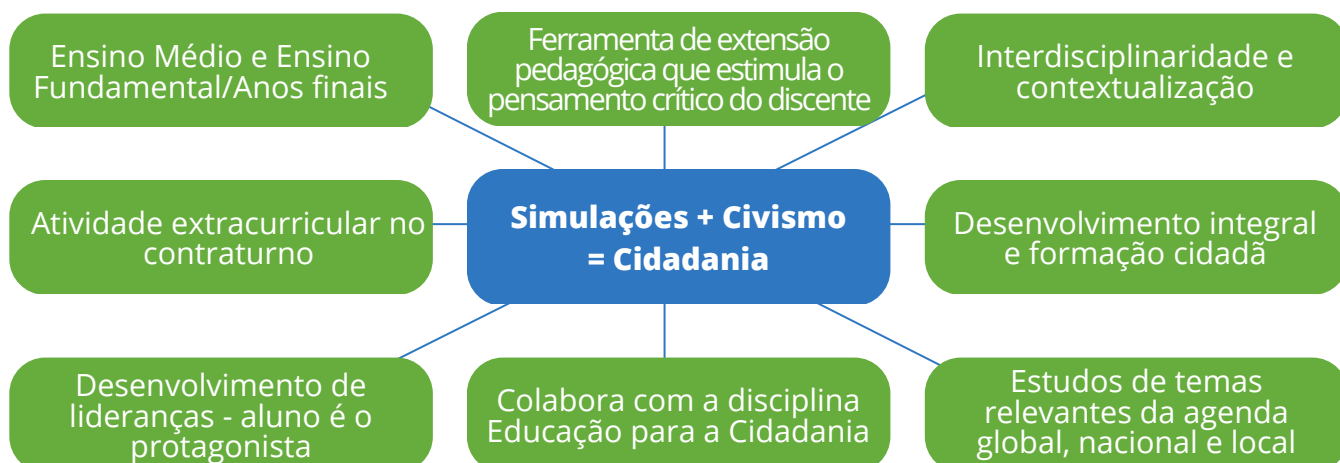 Ensino Médio e Ensino
Fundamental/Anos finais
Ferramenta de extensão
pedagógica que estimula o
pensamento crítico do discente
Interdisciplinaridade e
contextualização
Atividade extracurricular no
contraturno
Simulações + Civismo
= Cidadania
Desenvolvimento integral
e formação cidadã
Desenvolvimento de
lideranças - aluno é o
protagonista
Colabora com a disciplina
Educação para a Cidadania
Estudos de temas
relevantes da agenda
global, nacional e local